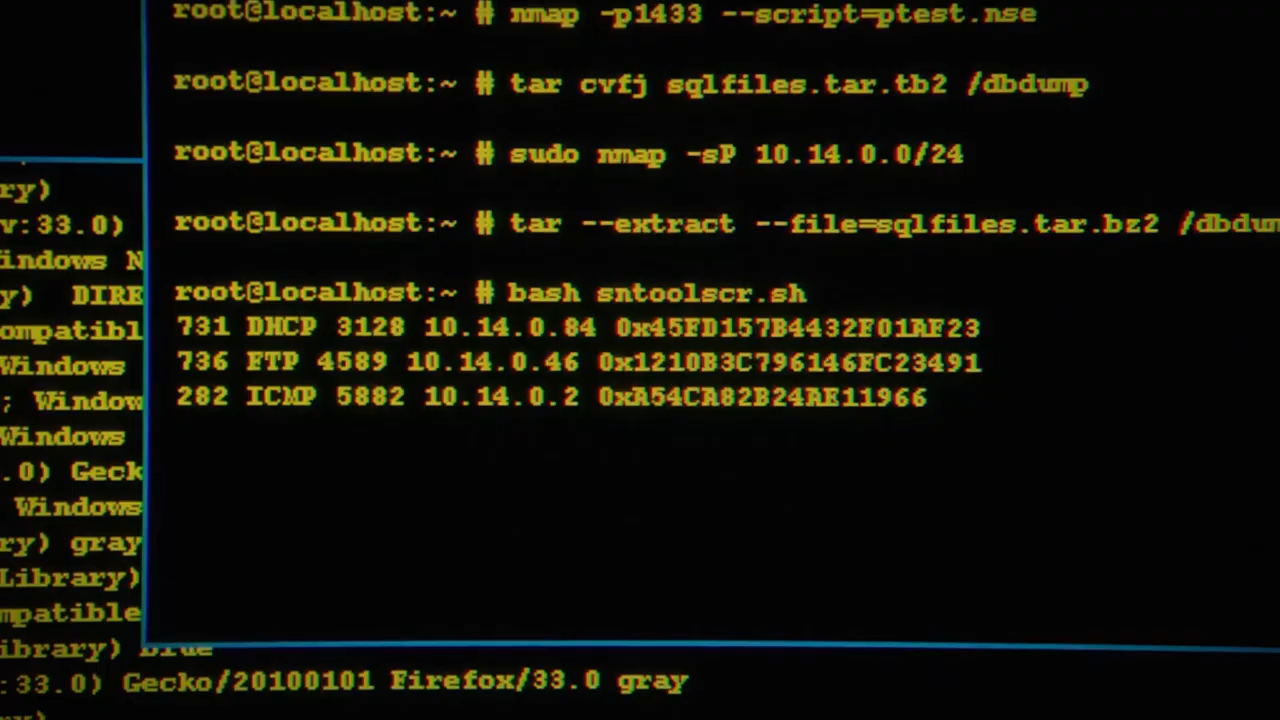 root@localhost:~ # nmap -p1433 --script=ptest.nse
root@localhost:~ # tar cvfj sqlfiles.tar.tb2 /dbdump
root@localhost:~ # sudo nmap -sP 10.14.0.0/24
root@localhost:~ # tar --extract --file=sqlfiles.tar.bz2 /dbdum
root@localhost:~ # bash sntoolscr.sh
731 DHCP 3128 10.14.0.84 0x45FD157B4432F01AF23
736 FTP 4589 10.14.0.46 0x1210B3C796146FC23491
282 ICMP 5882 10.14.0.2 0xA54CA82B24AE11966
ry)
v:33.0)
indows N
y) DIRE
ompatibl
Windows
; Window
Windows
.0) Geck
Windows
ry) gray
Library)
mpatible
ibrary) blue
:33.0) Gecko/20100101 Firefox/33.0 gray